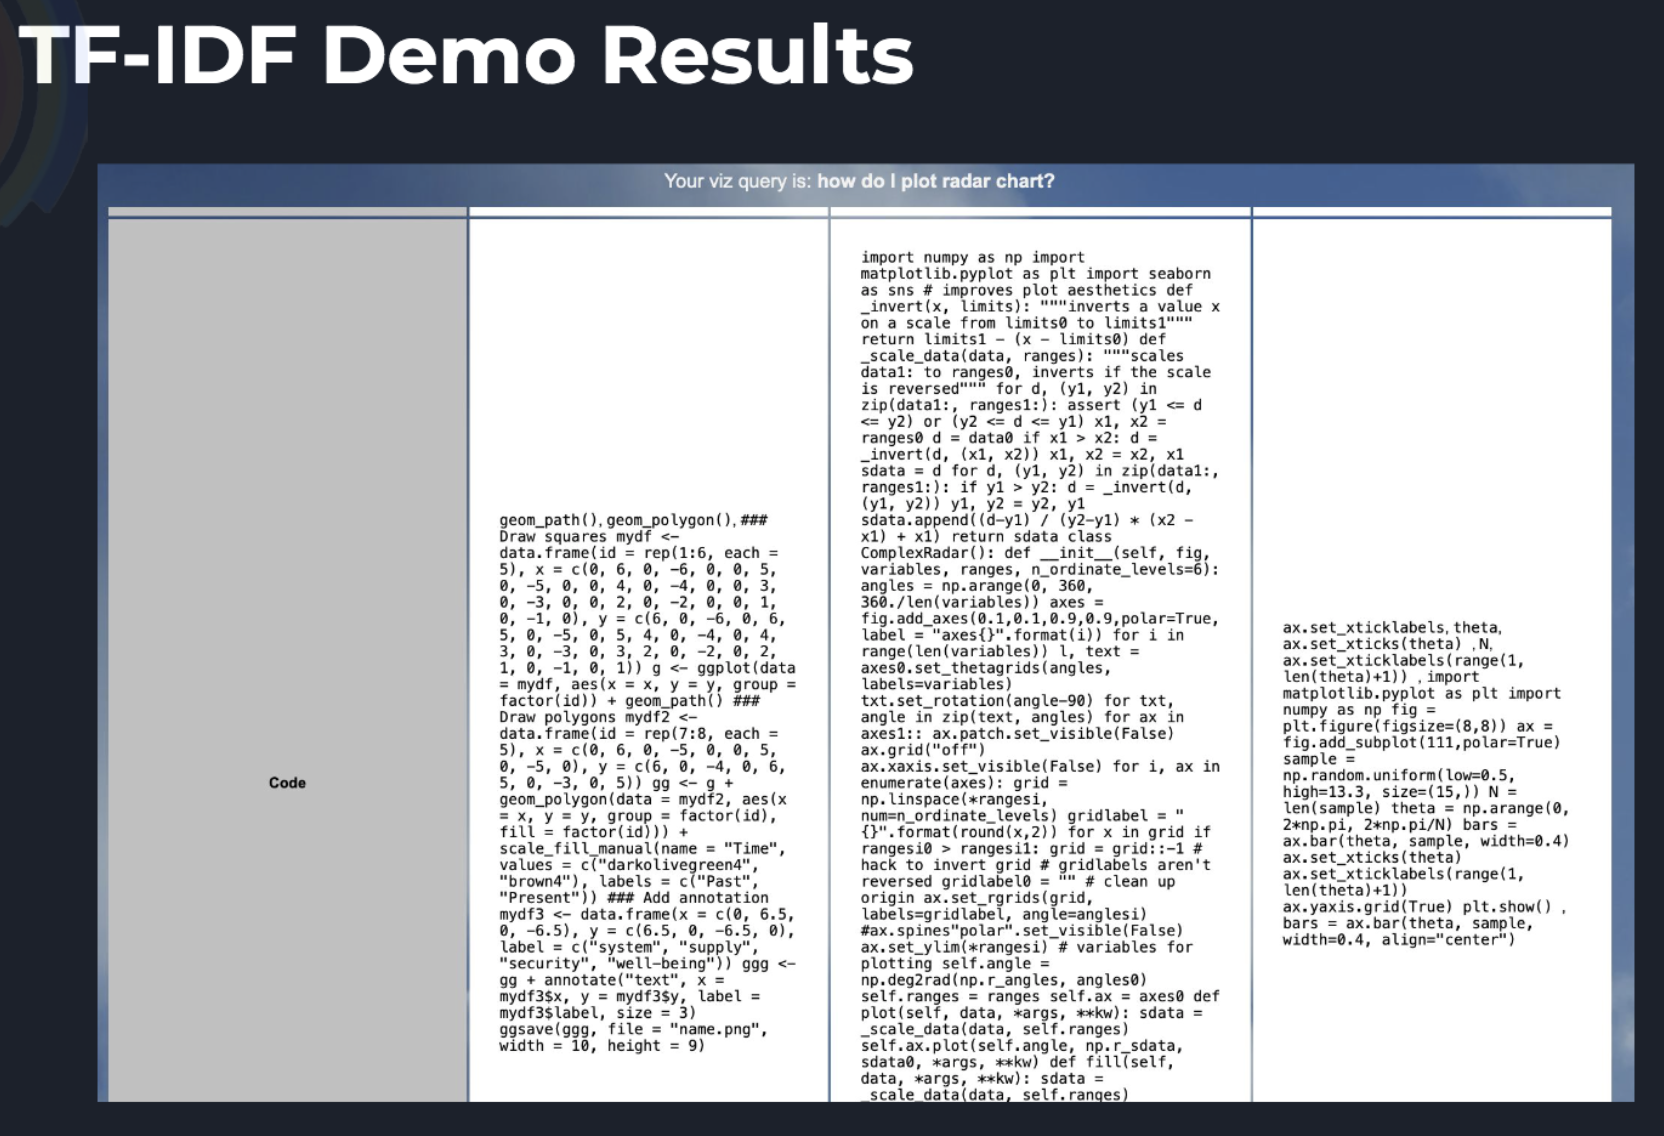 TF-IDF Demo Results
Your viz query is: how do I plot radar chart?
Code
geom_path(), geom_polygon(), ###
Draw squares mydf <-
data.frame(id = rep(1:6, each =
5), x = c(0, 6, 0, -6, 0, 0, 5,
0, -5, 0, 0, 4, 0, -4, 0, 0, 3,
0, -3, 0, 0, 2, 0, -2, 0, 0, 1,
0, -1, 0), y = c(6, 0, -6, 0, 6,
5, 0, -5, 0, 5, 4, 0, -4, 0, 4,
3, 0, -3, 0, 3, 2, 0, -2, 0, 2,
1, 0, -1, 0, 1)) g <- ggplot(data
= mydf, aes(x = x, y = y, group =
factor(id)) + geom_path() ###
Draw polygons mydf2 <-
data.frame(id = rep(7:8, each =
5), x = c(0, 6, 0, -5, 0, 0, 5,
0, -5, 0), y = c(6, 0, -4, 0, 6,
5, 0, -3, 0, 5)) gg <- g +
geom_polygon(data = mydf2, aes(x
= x, y = y, group = factor(id),
fill = factor(id))) +
scale_fill_manual(name = "Time",
values = c("darkolivegreen4",
"brown4"), labels = c("Past",
"Present")) ### Add annotation
mydf3 <- data.frame(x = c(0, 6.5,
0, -6.5), y = c(6.5, 0, -6.5, 0),
label = c("system", "supply",
"security", "well-being")) ggg <-
gg + annotate("text", x =
mydf3$x, y = mydf3$y, label =
mydf3$label, size = 3)
ggsave(ggg, file = "name.png",
width = 10, height = 9)
import numpy as np import
matplotlib.pyplot as plt import seaborn
as sns # improves plot aesthetics def
_invert(x, limits): """inverts a value x
on a scale from limits0 to limits1"""
return limits1 - (x - limits0) def
_scale_data(data, ranges): """scales
data1: to ranges0, inverts if the scale
is reversed""" for d, (y1, y2) in
zip(data1:, ranges1:): assert (y1 <= d
<= y2) or (y2 <= d <= y1) x1, x2 =
ranges0 d = data0 if x1 > x2: d =
_invert(d, (x1, x2)) x1, x2 = x2, x1
sdata = d for d, (y1, y2) in zip(data1:,
ranges1:): if y1 > y2: d = _invert(d,
(y1, y2)) y1, y2 = y2, y1
sdata.append((d-y1) / (y2-y1) * (x2 -
x1) + x1) return sdata class
ComplexRadar(): def __init__(self, fig,
variables, ranges, n_ordinate_levels=6):
angles = np.arange(0, 360,
360./len(variables)) axes =
fig.add_axes(0.1,0.1,0.9,0.9,polar=True,
label = "axes{}".format(i)) for i in
range(len(variables)) l, text =
axes0.set_thetagrids(angles,
labels=variables)
txt.set_rotation(angle-90) for txt,
angle in zip(text, angles) for ax in
axes1:: ax.patch.set_visible(False)
ax.grid("off")
ax.xaxis.set_visible(False) for i, ax in
enumerate(axes): grid =
np.linspace(*rangesi,
num=n_ordinate_levels) gridlabel = "
{}".format(round(x,2)) for x in grid if
rangesi0 > rangesi1: grid = grid::-1 #
hack to invert grid # gridlabels aren't
reversed gridlabel0 = "" # clean up
origin ax.set_rgrids(grid,
labels=gridlabel, angle=anglesi)
#ax.spines"polar".set_visible(False)
ax.set_ylim(*rangesi) # variables for
plotting self.angle =
np.deg2rad(np.r_angles, angles0)
self.ranges = ranges self.ax = axes0 def
plot(self, data, *args, **kw): sdata =
_scale_data(data, self.ranges)
self.ax.plot(self.angle, np.r_sdata,
sdata0, *args, **kw) def fill(self,
data, *args, **kw): sdata =
_scale_data(data, self.ranges)
ax.set_xticklabels, theta,
ax.set_xticks(theta) ,N,
ax.set_xticklabels(range(1,
len(theta)+1)) , import
matplotlib.pyplot as plt import
numpy as np fig =
plt.figure(figsize=(8,8)) ax =
fig.add_subplot(111,polar=True)
sample =
np.random.uniform(low=0.5,
high=13.3, size=(15,)) N =
len(sample) theta = np.arange(0,
2*np.pi, 2*np.pi/N) bars =
ax.bar(theta, sample, width=0.4)
ax.set_xticks(theta)
ax.set_xticklabels(range(1,
len(theta)+1))
ax.yaxis.grid(True) plt.show() ,
bars = ax.bar(theta, sample,
width=0.4, align="center")